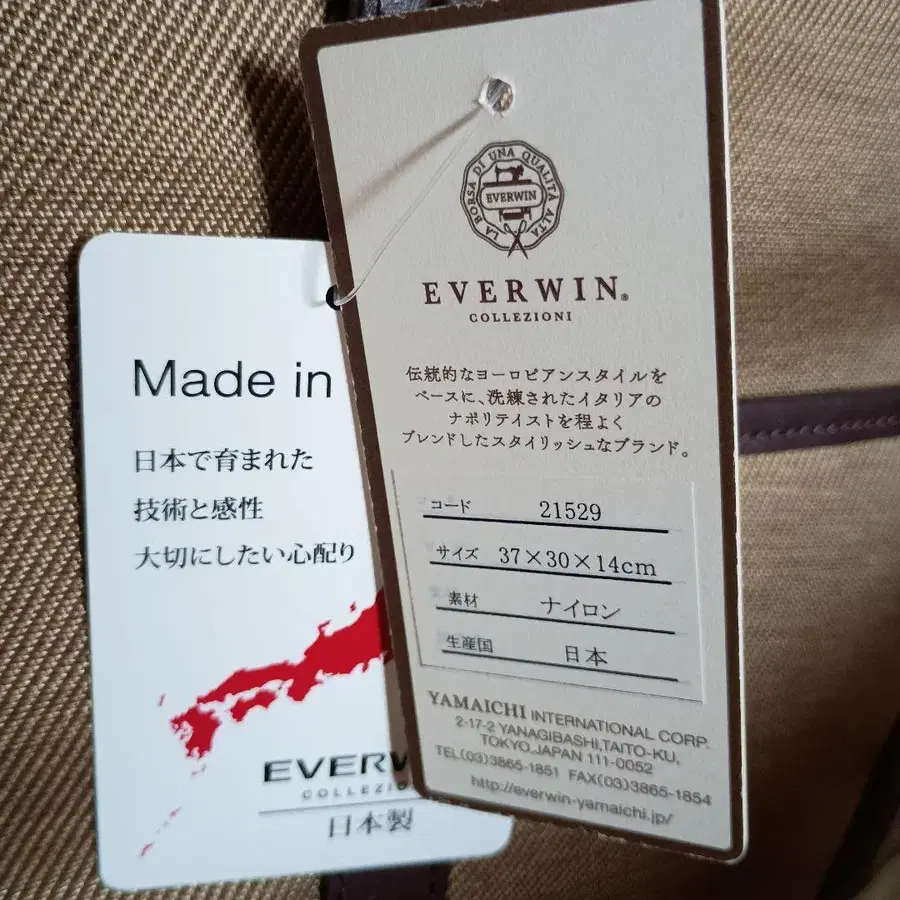 LA BORSA DI UNA QUALITÀ ALTA
EVERWIN
EVERWIN®
COLLEZIONI
伝統的なヨーロピアンスタイルを
ベースに、洗練されたイタリアの
ナポリテイストを程よく
ブレンドしたスタイリッシュなブランド。
コード 21529
サイズ 37×30×14cm
素材 ナイロン
生産国 日本
YAMAICHI INTERNATIONAL CORP.
2-17-2 YANAGIBASHI,TAITO-KU,
TOKYO,JAPAN 111-0052
TEL(03)3865-1851 FAX(03)3865-1854
http://everwin-yamaichi.jp/
Made in
日本で育まれた
技術と感性
大切にしたい心配り
EVERW
COLLEZIO
日本製